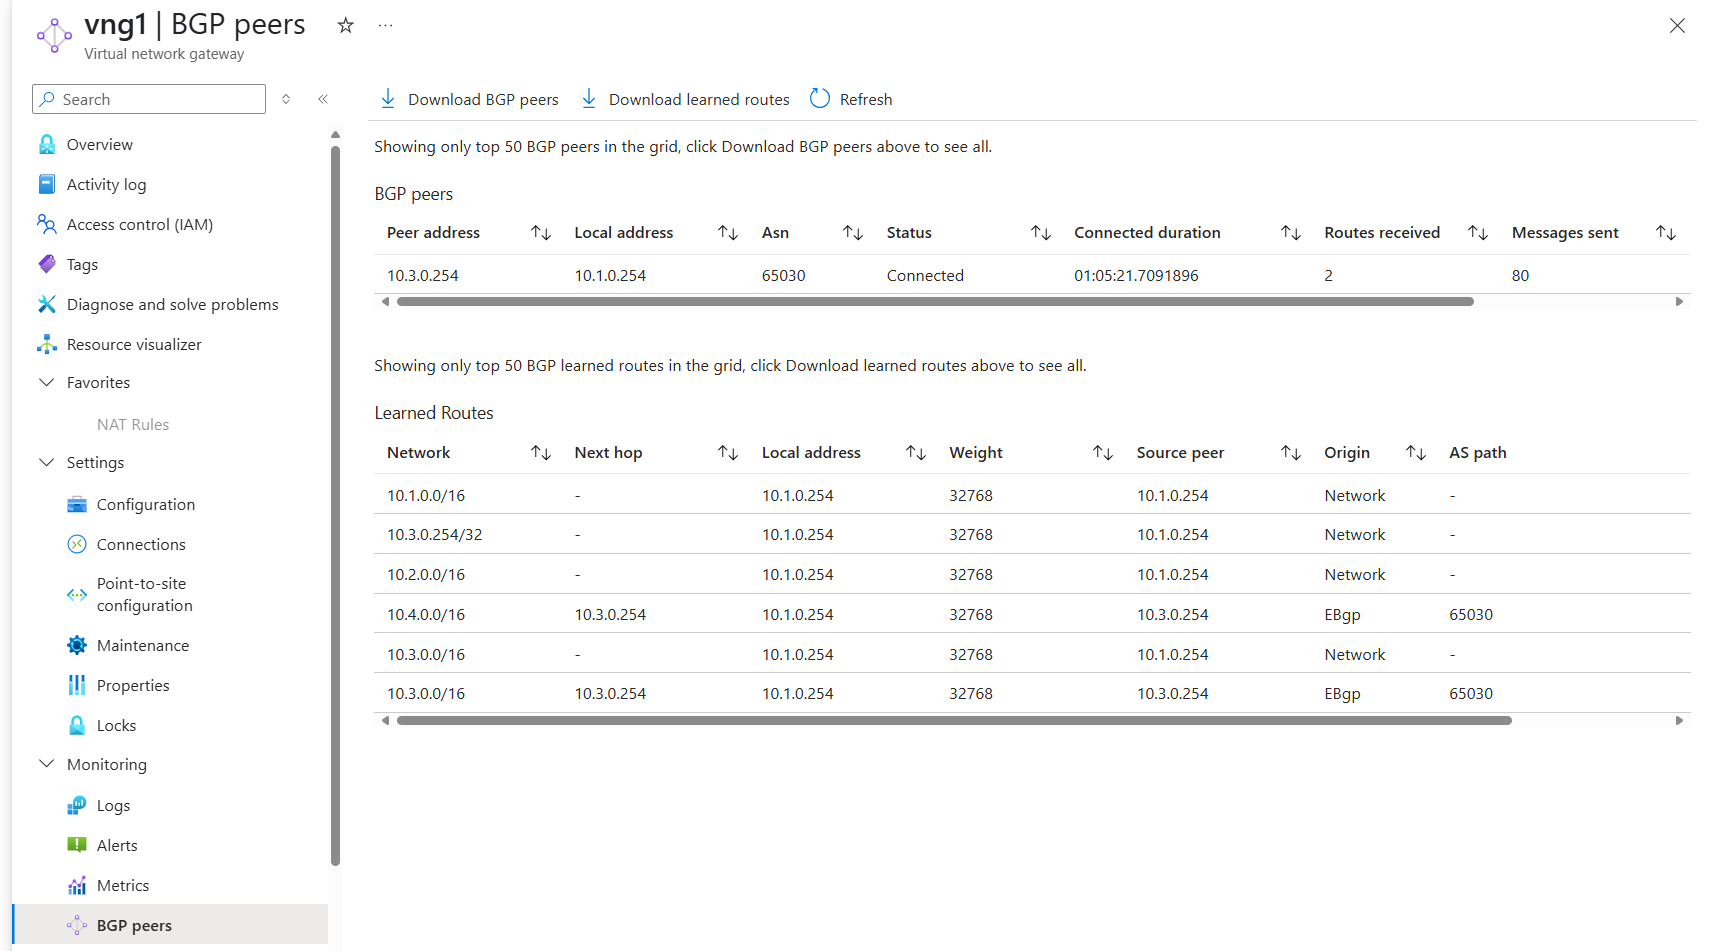 vng1 | BGP peers
Virtual network gateway
Search
Overview
Activity log
Access control (IAM)
Tags
Diagnose and solve problems
Resource visualizer
Favorites
NAT Rules
Settings
Configuration
Connections
Point-to-site
configuration
Maintenance
Properties
Locks
Monitoring
Logs
Alerts
Metrics
BGP peers
Download BGP peers Download learned routes Refresh
Showing only top 50 BGP peers in the grid, click Download BGP peers above to see all.
BGP peers
Peer address Local address Asn Status Connected duration Routes received Messages sent
10.3.0.254 10.1.0.254 65030 Connected 01:05:21.7091896 2 80
Showing only top 50 BGP learned routes in the grid, click Download learned routes above to see all.
Learned Routes
Network Next hop Local address Weight Source peer Origin AS path
10.1.0.0/16 - 10.1.0.254 32768 10.1.0.254 Network -
10.3.0.254/32 - 10.1.0.254 32768 10.1.0.254 Network -
10.2.0.0/16 - 10.1.0.254 32768 10.1.0.254 Network -
10.4.0.0/16 10.3.0.254 10.1.0.254 32768 10.3.0.254 EBgp 65030
10.3.0.0/16 - 10.1.0.254 32768 10.1.0.254 Network -
10.3.0.0/16 10.3.0.254 10.1.0.254 32768 10.3.0.254 EBgp 65030